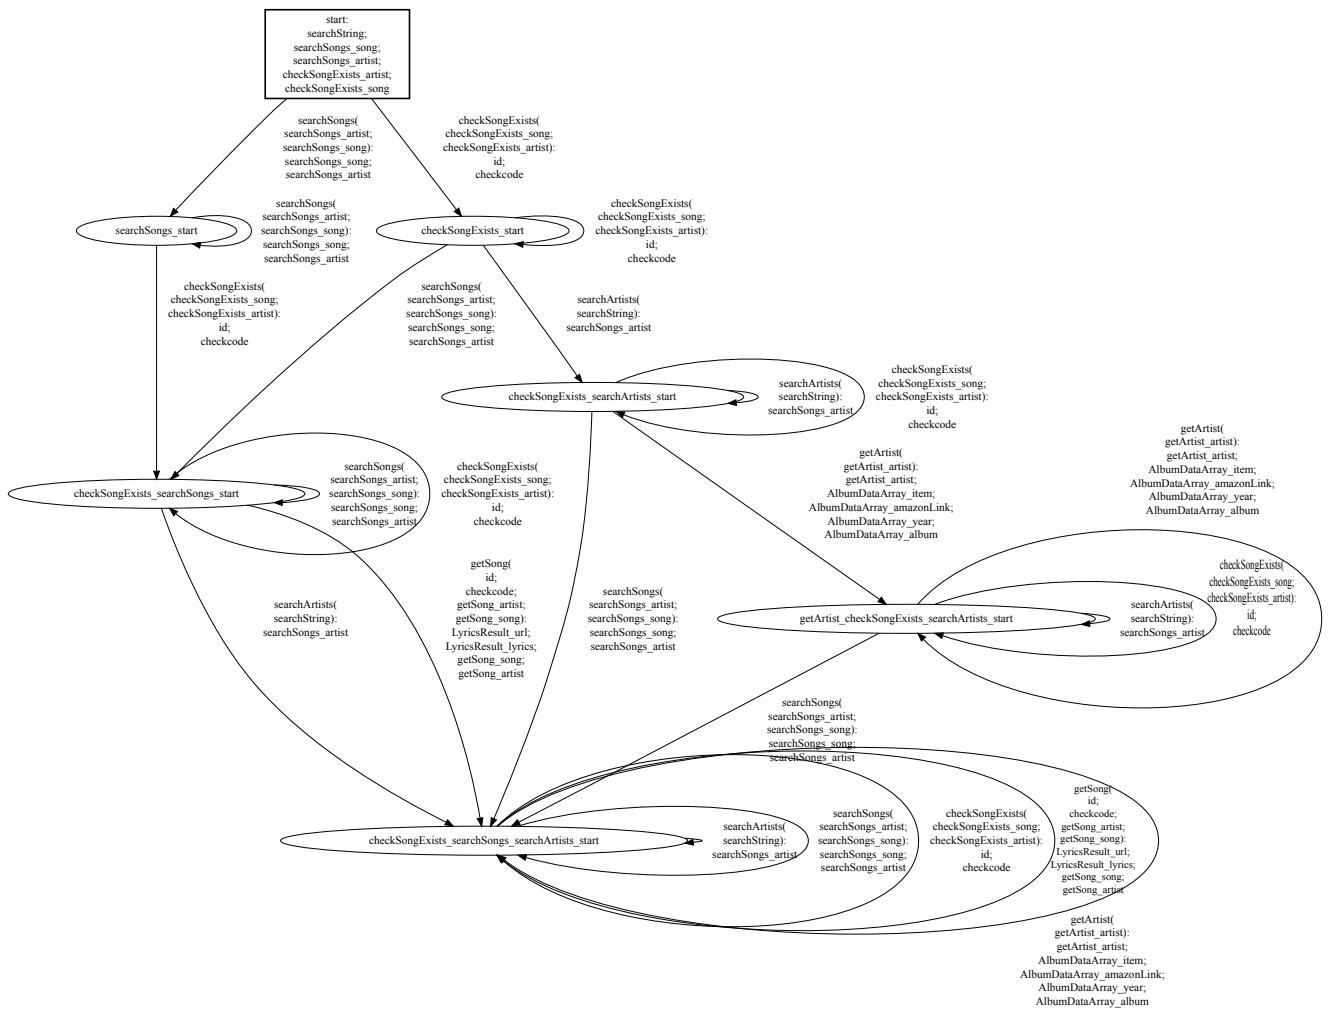 start:
searchString;
searchSongs_song;
searchSongs_artist;
checkSongExists_artist;
checkSongExists_song
searchSongs(
searchSongs_artist;
searchSongs_song):
searchSongs_song;
searchSongs_artist
checkSongExists(
checkSongExists_song;
checkSongExists_artist):
id;
checkcode
searchSongs_start
searchSongs(
searchSongs_artist;
searchSongs_song):
searchSongs_song;
searchSongs_artist
checkSongExists_start
checkSongExists(
checkSongExists_song;
checkSongExists_artist):
id;
checkcode
checkSongExists(
checkSongExists_song;
checkSongExists_artist):
id;
checkcode
searchSongs(
searchSongs_artist;
searchSongs_song):
searchSongs_song;
searchSongs_artist
searchArtists(
searchString):
searchSongs_artist
checkSongExists_searchArtists_start
searchArtists(
searchString):
searchSongs_artist
checkSongExists(
checkSongExists_song;
checkSongExists_artist):
id;
checkcode
checkSongExists_searchSongs_start
searchSongs(
searchSongs_artist;
searchSongs_song):
searchSongs_song;
searchSongs_artist
checkSongExists(
checkSongExists_song;
checkSongExists_artist):
id;
checkcode
getArtist(
getArtist_artist):
getArtist_artist;
AlbumDataArray_item;
AlbumDataArray_amazonLink;
AlbumDataArray_year;
AlbumDataArray_album
getArtist(
getArtist_artist):
getArtist_artist;
AlbumDataArray_item;
AlbumDataArray_amazonLink;
AlbumDataArray_year;
AlbumDataArray_album
searchArtists(
searchString):
searchSongs_artist
getSong(
id;
checkcode;
getSong_artist;
getSong_song):
LyricsResult_url;
LyricsResult_lyrics;
getSong_song;
getSong_artist
searchSongs(
searchSongs_artist;
searchSongs_song):
searchSongs_song;
searchSongs_artist
getArtist_checkSongExists_searchArtists_start
searchArtists(
searchString):
searchSongs_artist
checkSongExists(
checkSongExists_song;
checkSongExists_artist):
id;
checkcode
searchSongs(
searchSongs_artist;
searchSongs_song):
searchSongs_song;
searchSongs_artist
checkSongExists_searchSongs_searchArtists_start
searchArtists(
searchString):
searchSongs_artist
searchSongs(
searchSongs_artist;
searchSongs_song):
searchSongs_song;
searchSongs_artist
checkSongExists(
checkSongExists_song;
checkSongExists_artist):
id;
checkcode
getSong(
id;
checkcode;
getSong_artist;
getSong_song):
LyricsResult_url;
LyricsResult_lyrics;
getSong_song;
getSong_artist
getArtist(
getArtist_artist):
getArtist_artist;
AlbumDataArray_item;
AlbumDataArray_amazonLink;
AlbumDataArray_year;
AlbumDataArray_album